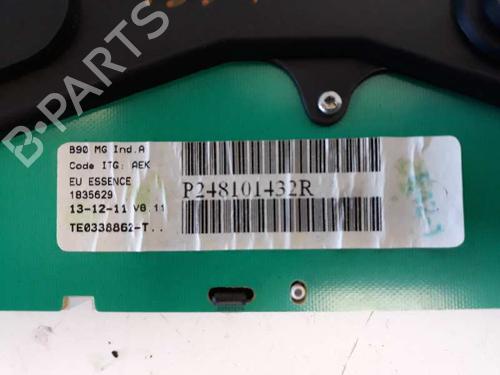 B90 MG Ind.A
Code ITG: AEK
EU ESSENCE
1835629
13-12-11 V8.11
TE0338862-T..
P248101432R
B-PARTS